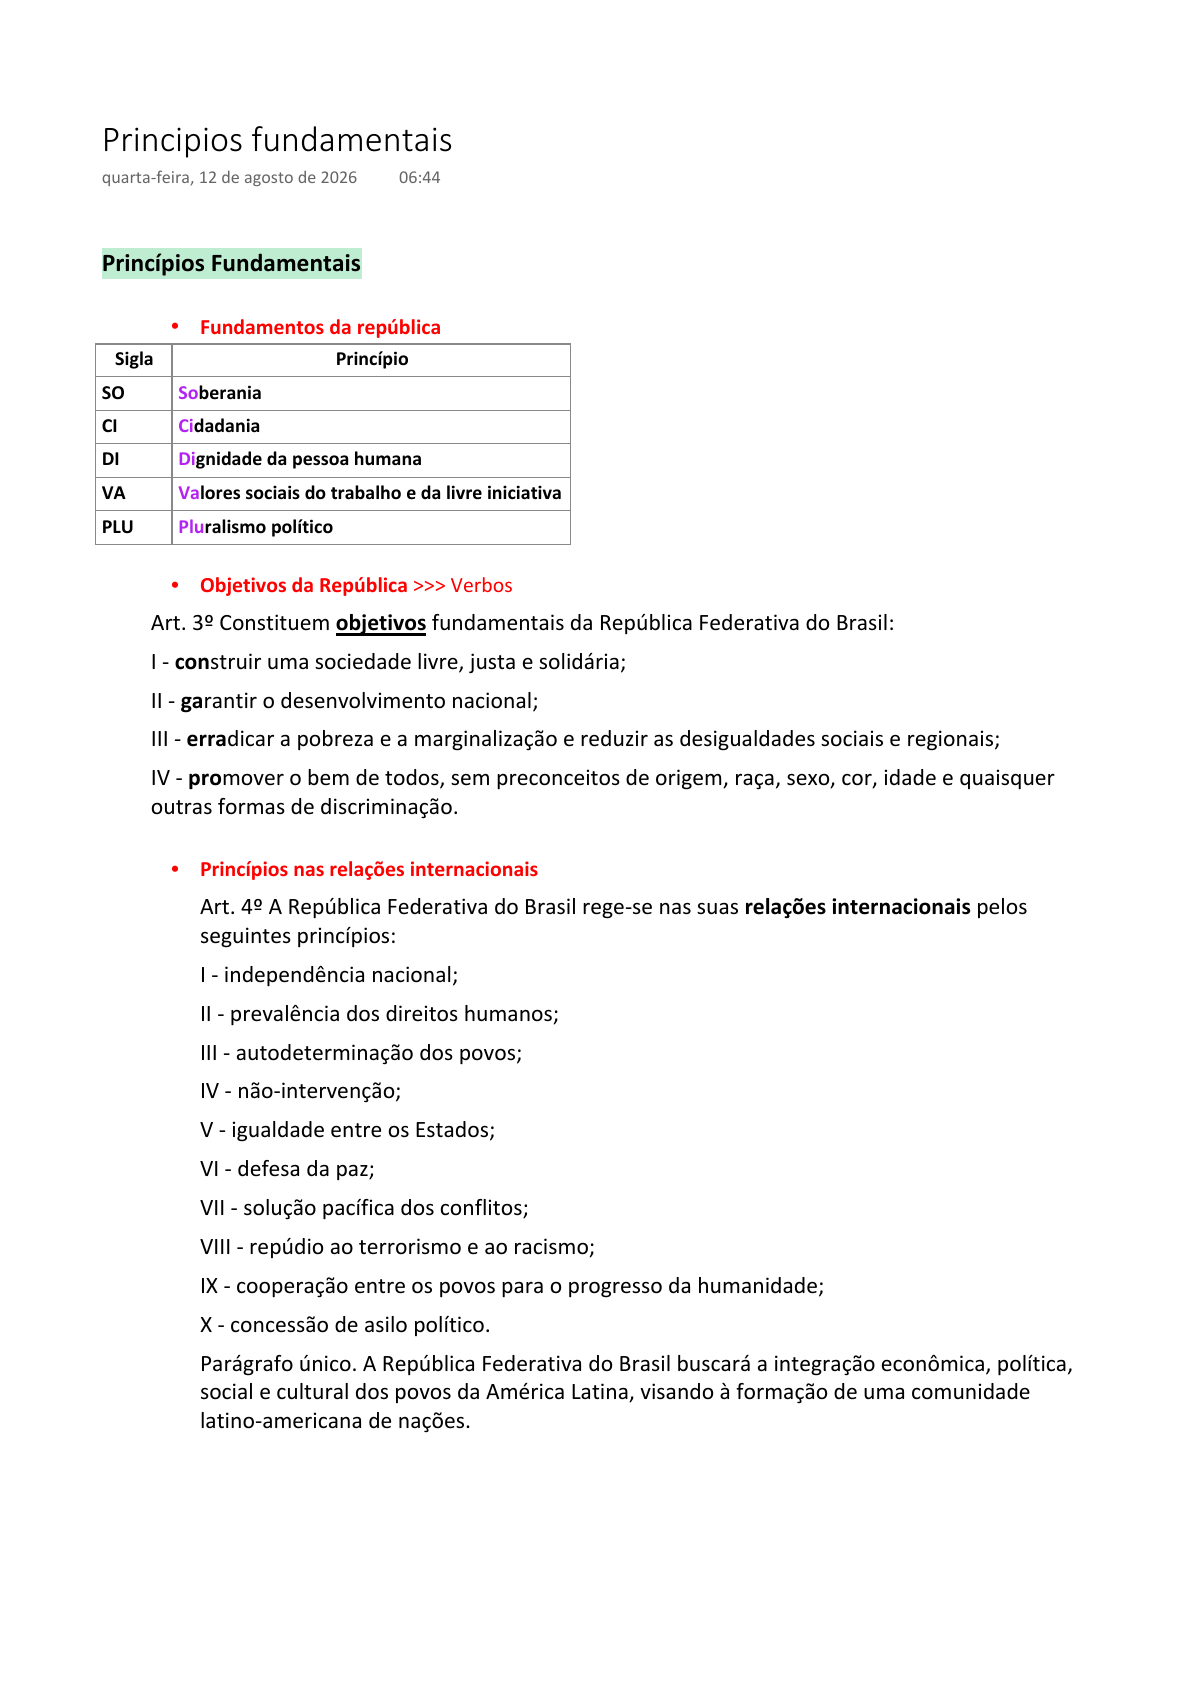 Principios fundamentais
quarta-feira, 12 de agosto de 2026 06:44
Princípios Fundamentais
• Fundamentos da república
Sigla Princípio
SO Soberania
CI Cidadania
DI Dignidade da pessoa humana
VA Valores sociais do trabalho e da livre iniciativa
PLU Pluralismo político
• Objetivos da República >>> Verbos
Art. 3º Constituem objetivos fundamentais da República Federativa do Brasil:
I - construir uma sociedade livre, justa e solidária;
II - garantir o desenvolvimento nacional;
III - erradicar a pobreza e a marginalização e reduzir as desigualdades sociais e regionais;
IV - promover o bem de todos, sem preconceitos de origem, raça, sexo, cor, idade e quaisquer
outras formas de discriminação.
• Princípios nas relações internacionais
Art. 4º A República Federativa do Brasil rege-se nas suas relações internacionais pelos
seguintes princípios:
I - independência nacional;
II - prevalência dos direitos humanos;
III - autodeterminação dos povos;
IV - não-intervenção;
V - igualdade entre os Estados;
VI - defesa da paz;
VII - solução pacífica dos conflitos;
VIII - repúdio ao terrorismo e ao racismo;
IX - cooperação entre os povos para o progresso da humanidade;
X - concessão de asilo político.
Parágrafo único. A República Federativa do Brasil buscará a integração econômica, política,
social e cultural dos povos da América Latina, visando à formação de uma comunidade
latino-americana de nações.